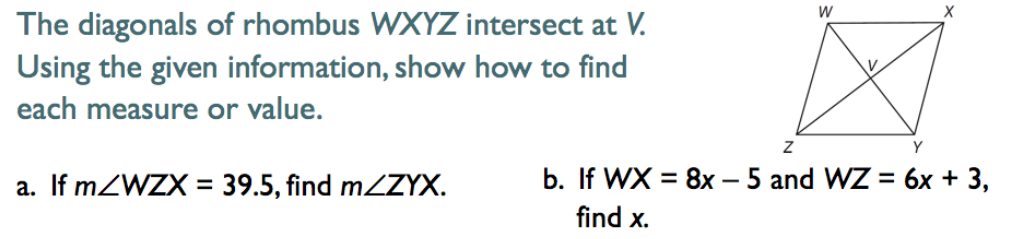 The diagonals of rhombus WXYZ intersect at V.
Using the given information, show how to find
each measure or value.
W X
V
Z Y
a. If m∠WZX = 39.5, find m∠ZYX.
b. If WX = 8x – 5 and WZ = 6x + 3,
find x.